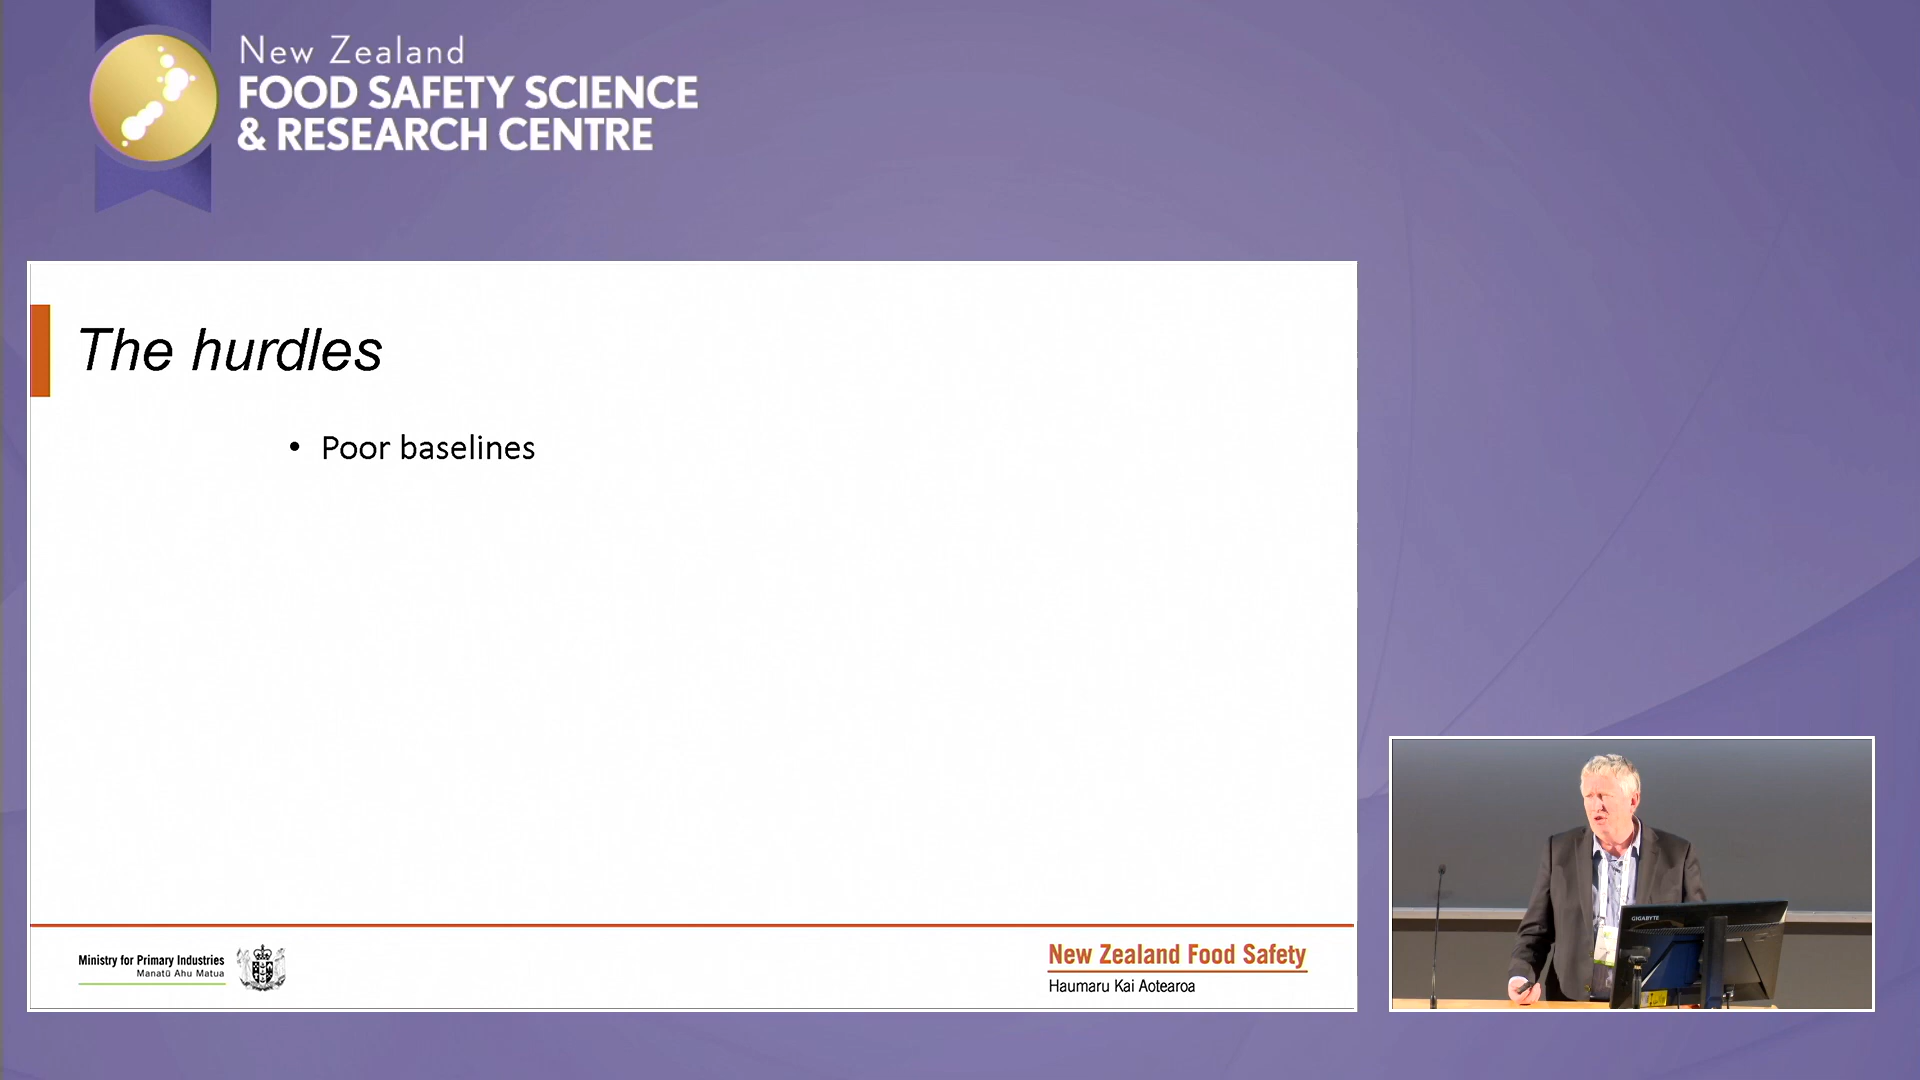 New Zealand
FOOD SAFETY SCIENCE
& RESEARCH CENTRE
The hurdles
• Poor baselines
Ministry for Primary Industries
Manatū Ahu Matua
New Zealand Food Safety
Haumaru Kai Aotearoa
GIGABYTE